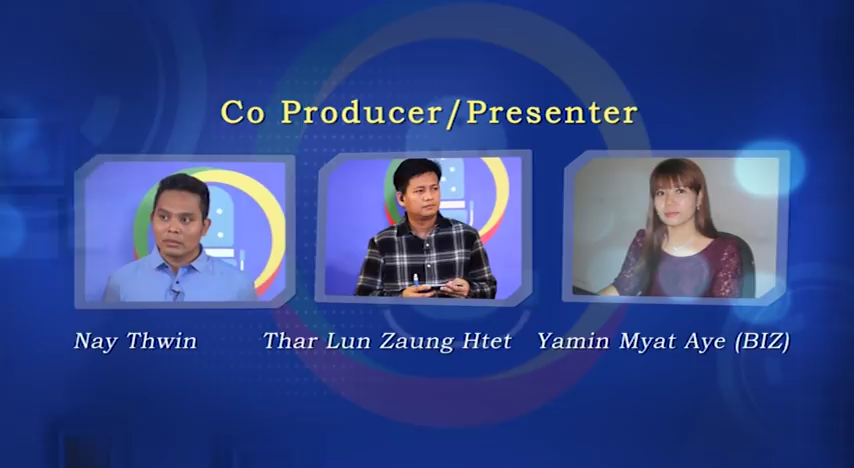 Co Producer/Presenter
Nay Thwin
Thar Lun Zaung Htet
Yamin Myat Aye (BIZ)